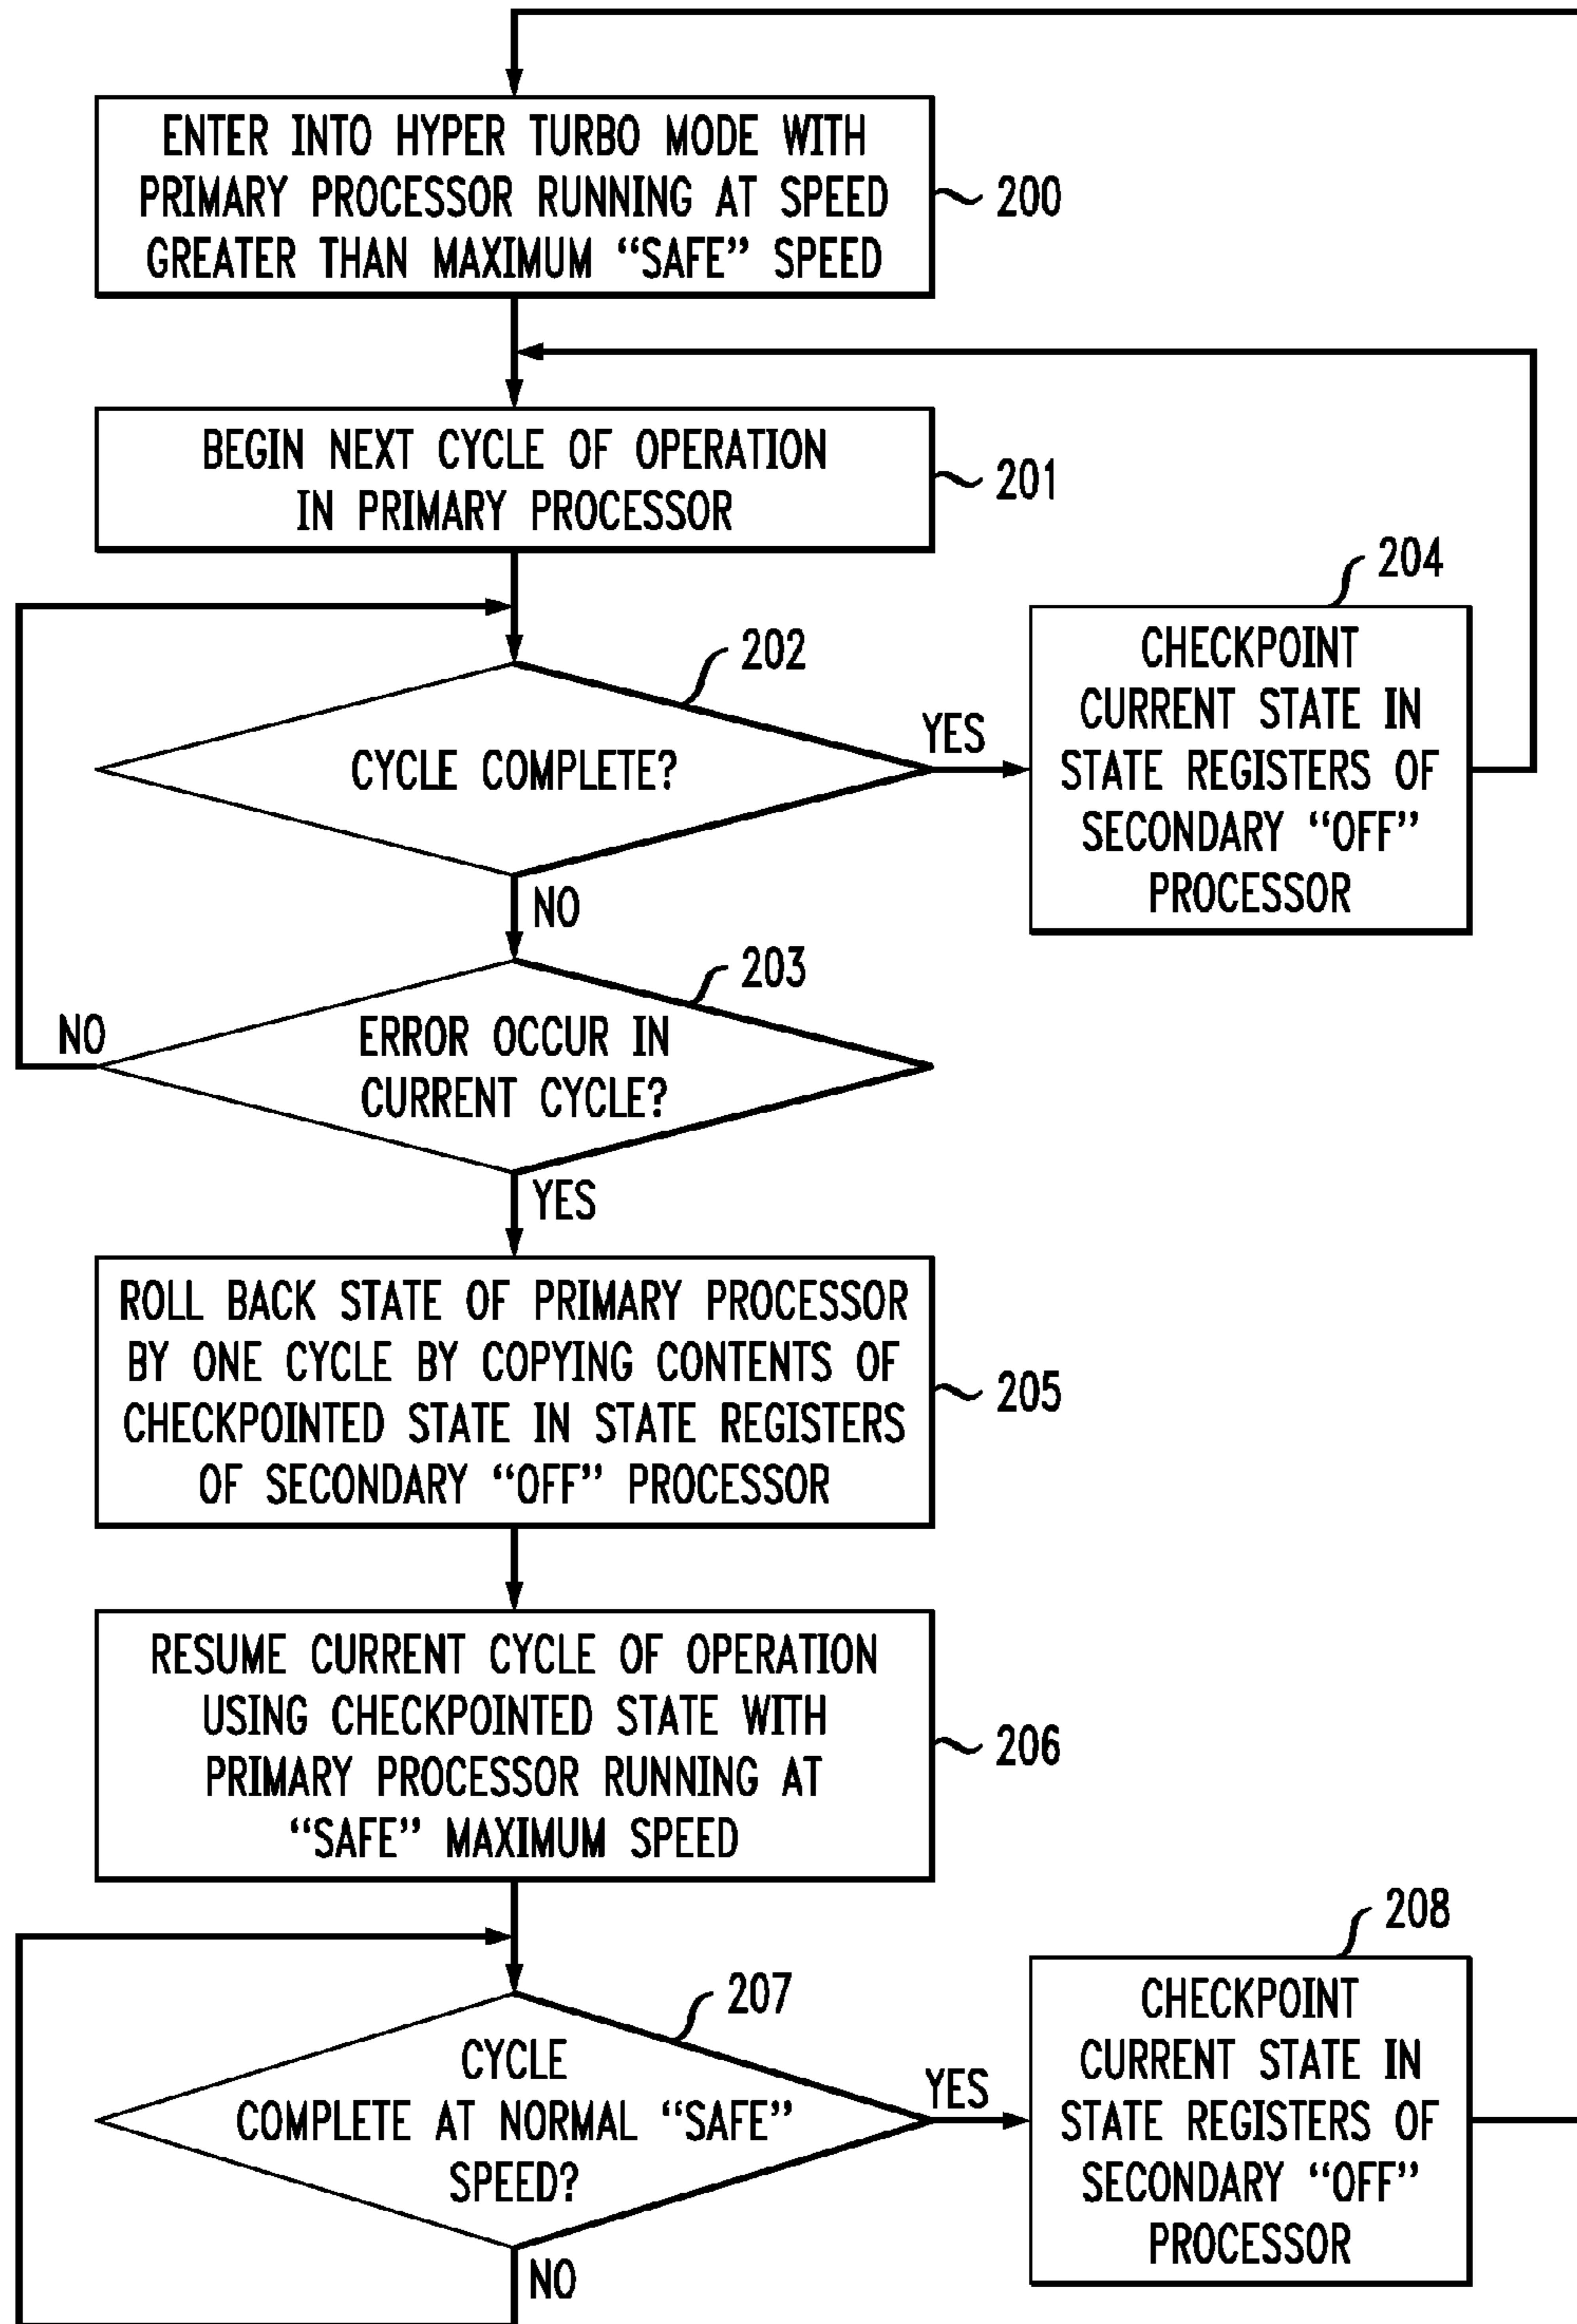 ENTER INTO HYPER TURBO MODE WITH
PRIMARY PROCESSOR RUNNING AT SPEED
GREATER THAN MAXIMUM “SAFE” SPEED
200
BEGIN NEXT CYCLE OF OPERATION
IN PRIMARY PROCESSOR
201
202
CYCLE COMPLETE?
YES
NO
204
CHECKPOINT
CURRENT STATE IN
STATE REGISTERS OF
SECONDARY “OFF”
PROCESSOR
203
ERROR OCCUR IN
CURRENT CYCLE?
NO
YES
ROLL BACK STATE OF PRIMARY PROCESSOR
BY ONE CYCLE BY COPYING CONTENTS OF
CHECKPOINTED STATE IN STATE REGISTERS
OF SECONDARY “OFF” PROCESSOR
205
RESUME CURRENT CYCLE OF OPERATION
USING CHECKPOINTED STATE WITH
PRIMARY PROCESSOR RUNNING AT
“SAFE” MAXIMUM SPEED
206
207
CYCLE
COMPLETE AT NORMAL “SAFE”
SPEED?
YES
NO
208
CHECKPOINT
CURRENT STATE IN
STATE REGISTERS OF
SECONDARY “OFF”
PROCESSOR